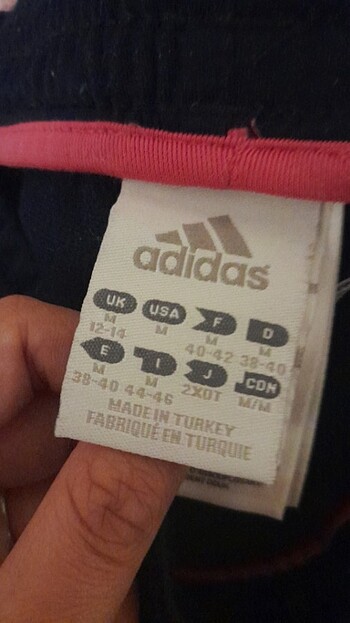 adidas
UK USA F D
M M M M
12-14 40-42 38-40
E I J CDN
M M 2XOT M/M
38-40 44-46
MADE IN TURKEY
FABRIQUÉ EN TURQUIE